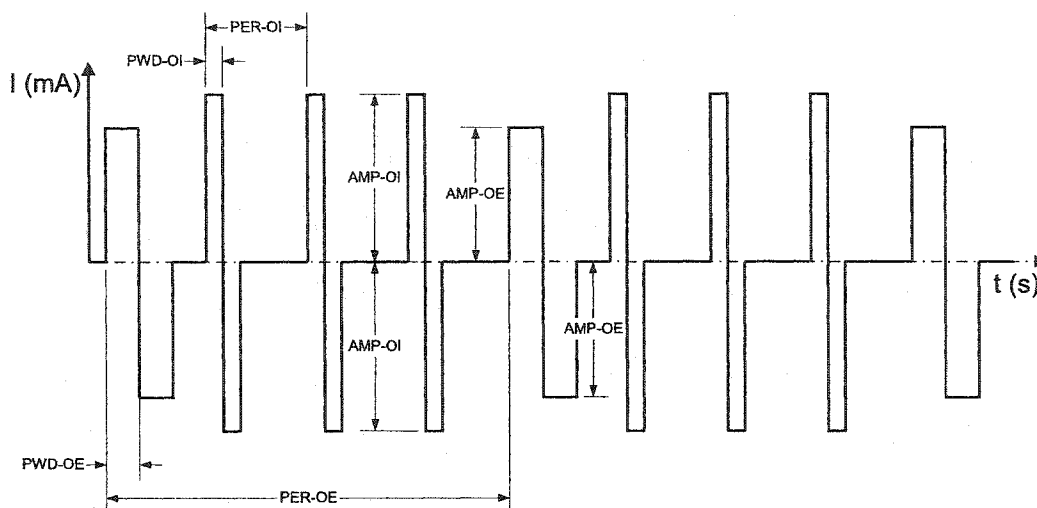 PER-OI
PWD-OI
I (mA)
AMP-OI
AMP-OE
t (s)
AMP-OE
AMP-OI
PWD-OE
PER-OE